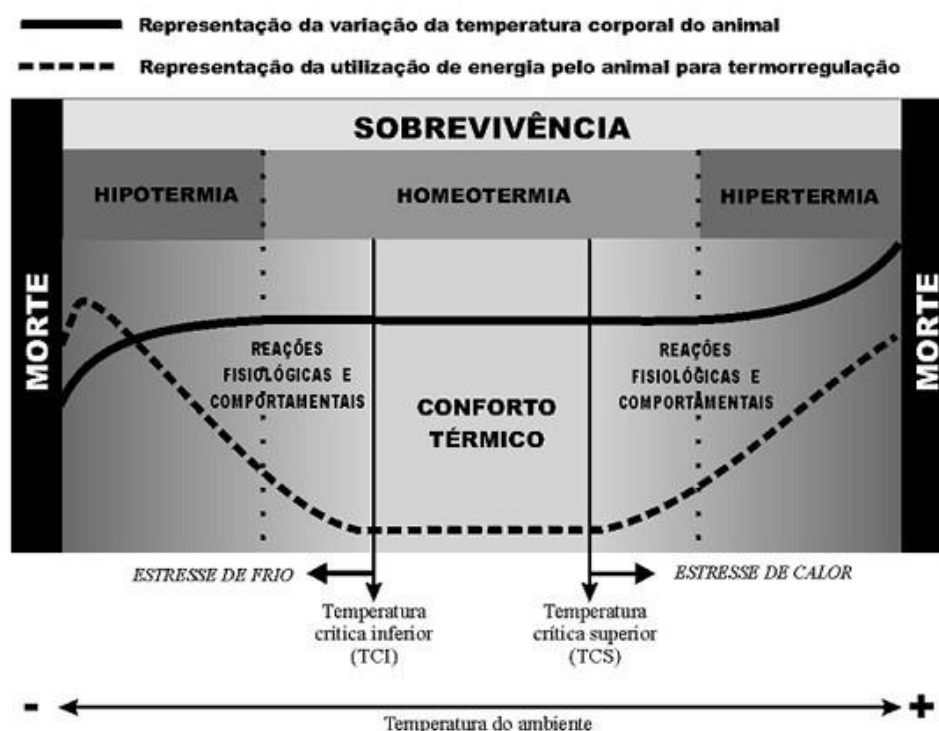 Representação da variação da temperatura corporal do animal
Representação da utilização de energia pelo animal para termorregulação
SOBREVIVÊNCIA
HIPOTERMIA
HOMEOTERMIA
HIPERTERMIA
MORTE
MORTE
REAÇÕES
FISIOLÓGICAS E
COMPORTAMENTAIS
CONFORTO
TÉRMICO
REAÇÕES
FISIOLÓGICAS E
COMPORTAMENTAIS
ESTRESSE DE FRIO
ESTRESSE DE CALOR
Temperatura
crítica inferior
(TCI)
Temperatura
crítica superior
(TCS)
-
+
Temperatura do ambiente